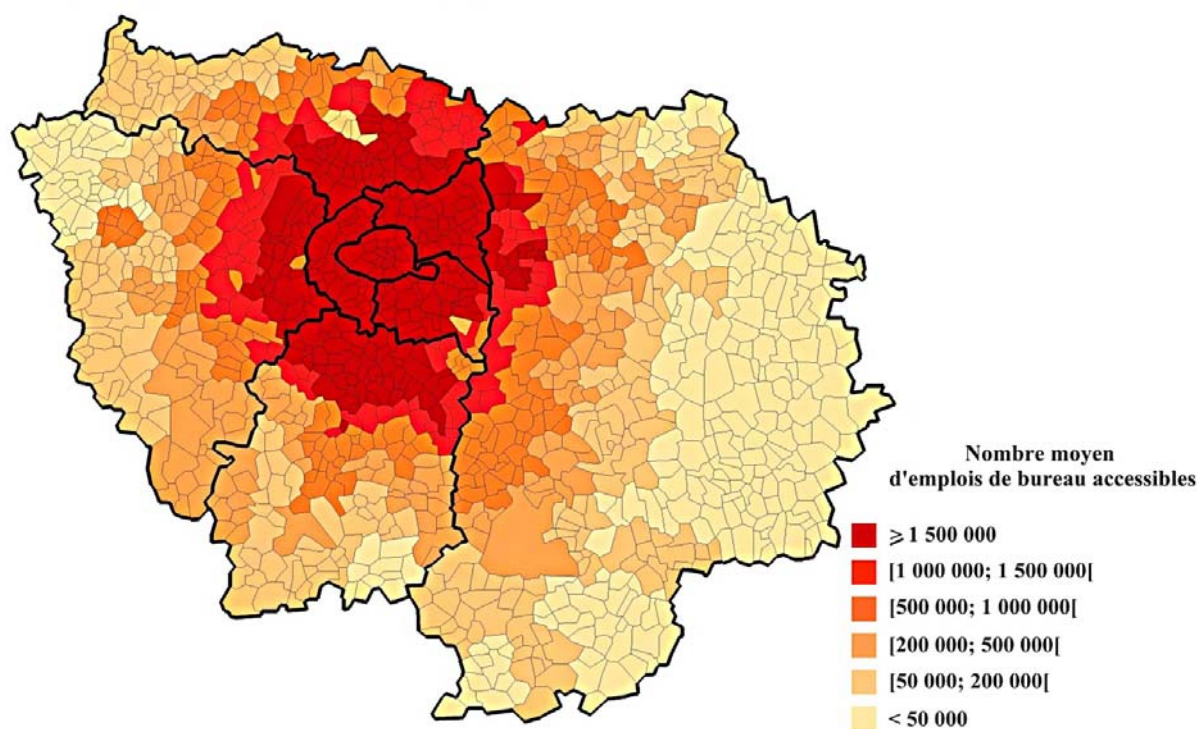 Nombre moyen
d'emplois de bureau accessibles
⩾ 1 500 000
[1 000 000; 1 500 000[
[500 000; 1 000 000[
[200 000; 500 000[
[50 000; 200 000[
< 50 000